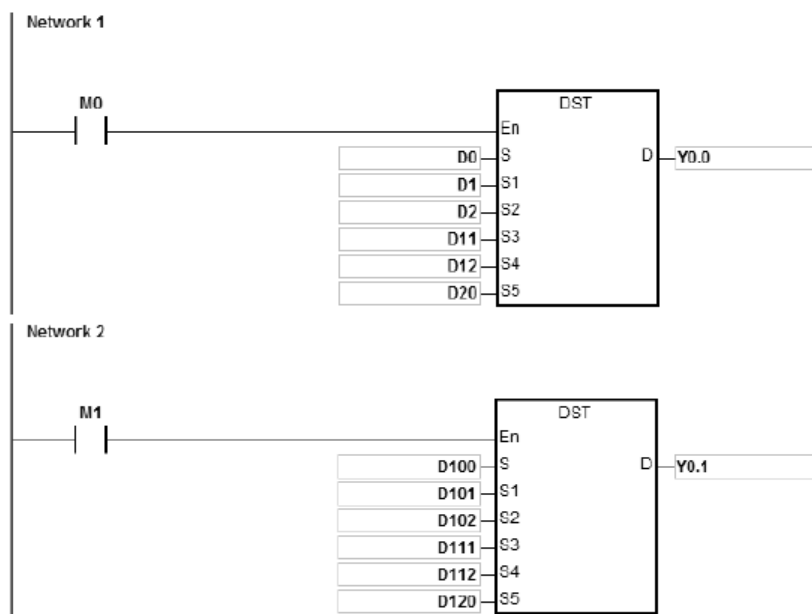 Network 1
M0
DST
En
D0 S D Y0.0
D1 S1
D2 S2
D11 S3
D12 S4
D20 S5
Network 2
M1
DST
En
D100 S D Y0.1
D101 S1
D102 S2
D111 S3
D112 S4
D120 S5